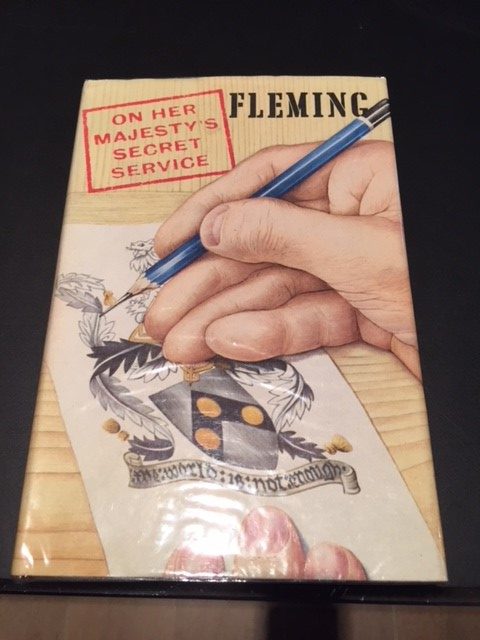 ON HER
MAJESTY'S
SECRET
SERVICE
FLEMING
the·world·is·not·enough·